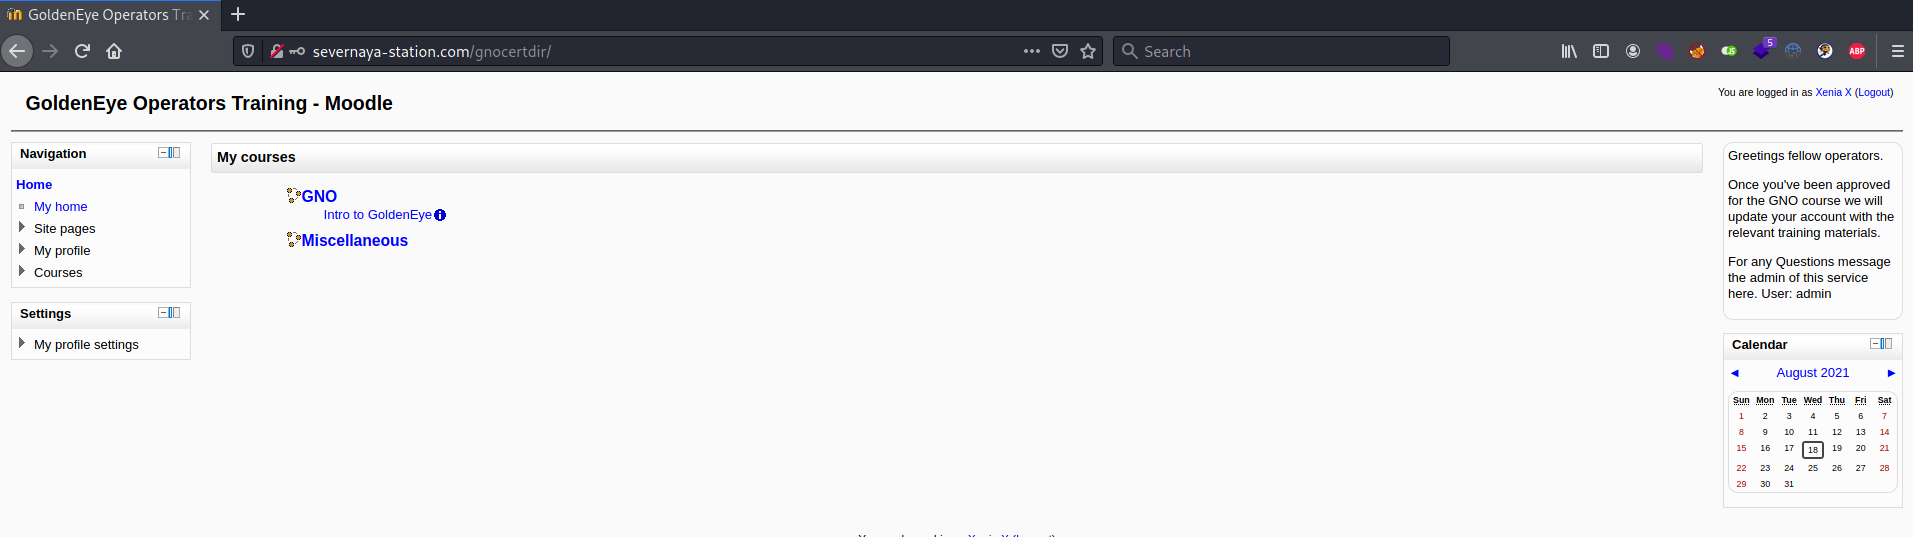 GoldenEye Operators Tra
severnaya-station.com/gnocertdir/
Search
5
JS
ABP
GoldenEye Operators Training - Moodle
You are logged in as Xenia X (Logout)
Navigation
Home
My home
Site pages
My profile
Courses
Settings
My profile settings
My courses
GNO
Intro to GoldenEye
Miscellaneous
Greetings fellow operators.
Once you've been approved
for the GNO course we will
update your account with the
relevant training materials.
For any Questions message
the admin of this service
here. User: admin
Calendar
August 2021
Sun Mon Tue Wed Thu Fri Sat
1 2 3 4 5 6 7
8 9 10 11 12 13 14
15 16 17 18 19 20 21
22 23 24 25 26 27 28
29 30 31